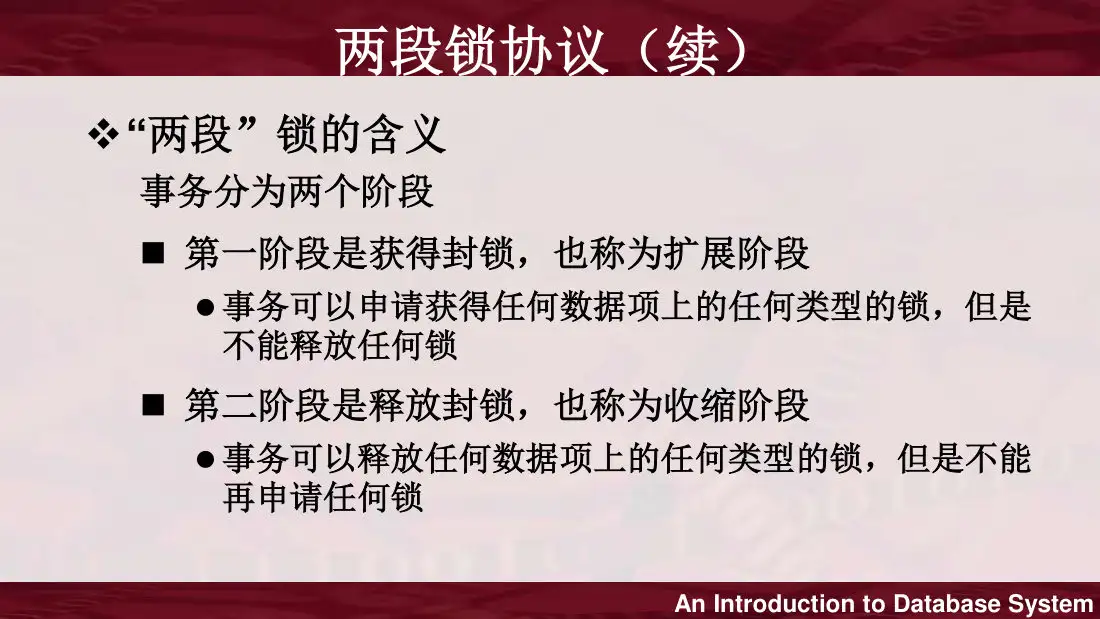 两段锁协议（续）
❖“两段”锁的含义
事务分为两个阶段
■ 第一阶段是获得封锁，也称为扩展阶段
●事务可以申请获得任何数据项上的任何类型的锁，但是
不能释放任何锁
■ 第二阶段是释放封锁，也称为收缩阶段
●事务可以释放任何数据项上的任何类型的锁，但是不能
再申请任何锁
An Introduction to Database System